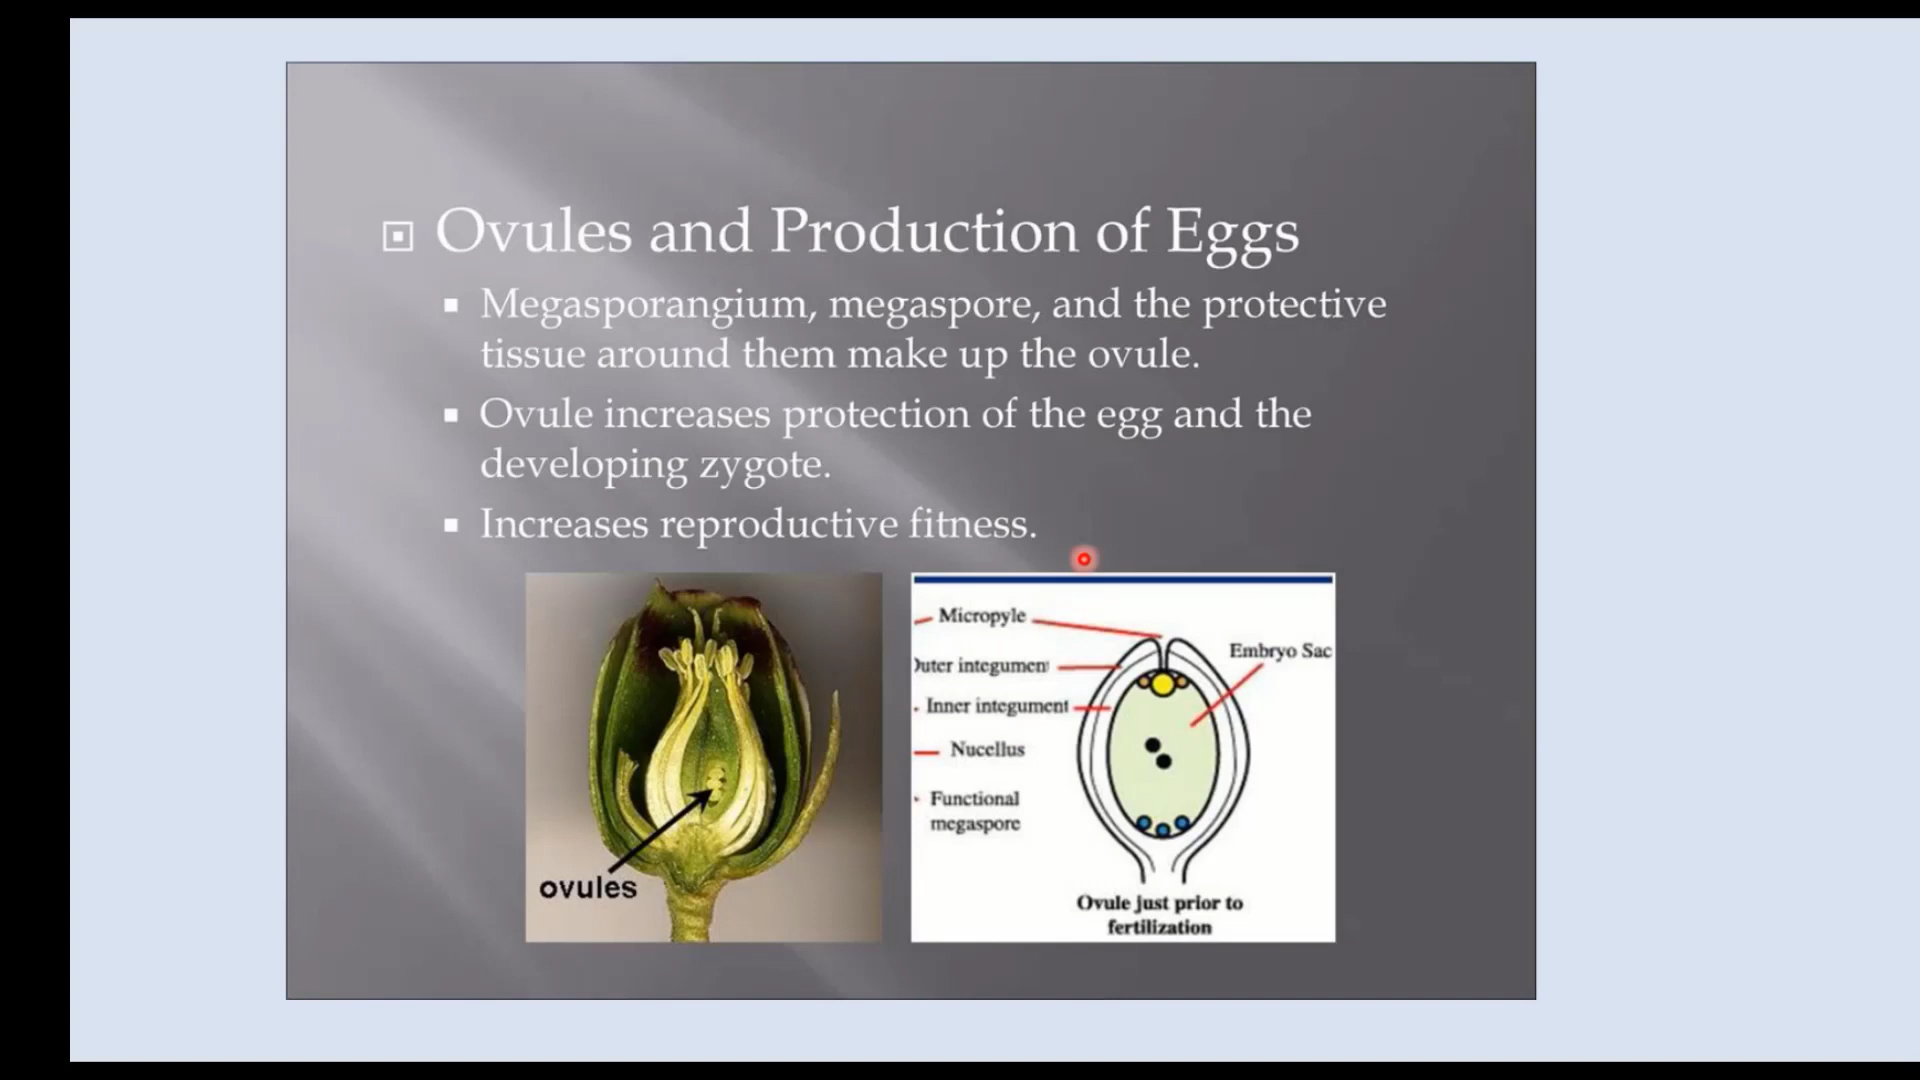 Ovules and Production of Eggs
Megasporangium, megaspore, and the protective
tissue around them make up the ovule.
Ovule increases protection of the egg and the
developing zygote.
Increases reproductive fitness.
ovules
Micropyle
Outer integument
Inner integument
Nucellus
Functional
megaspore
Embryo Sac
Ovule just prior to
fertilization